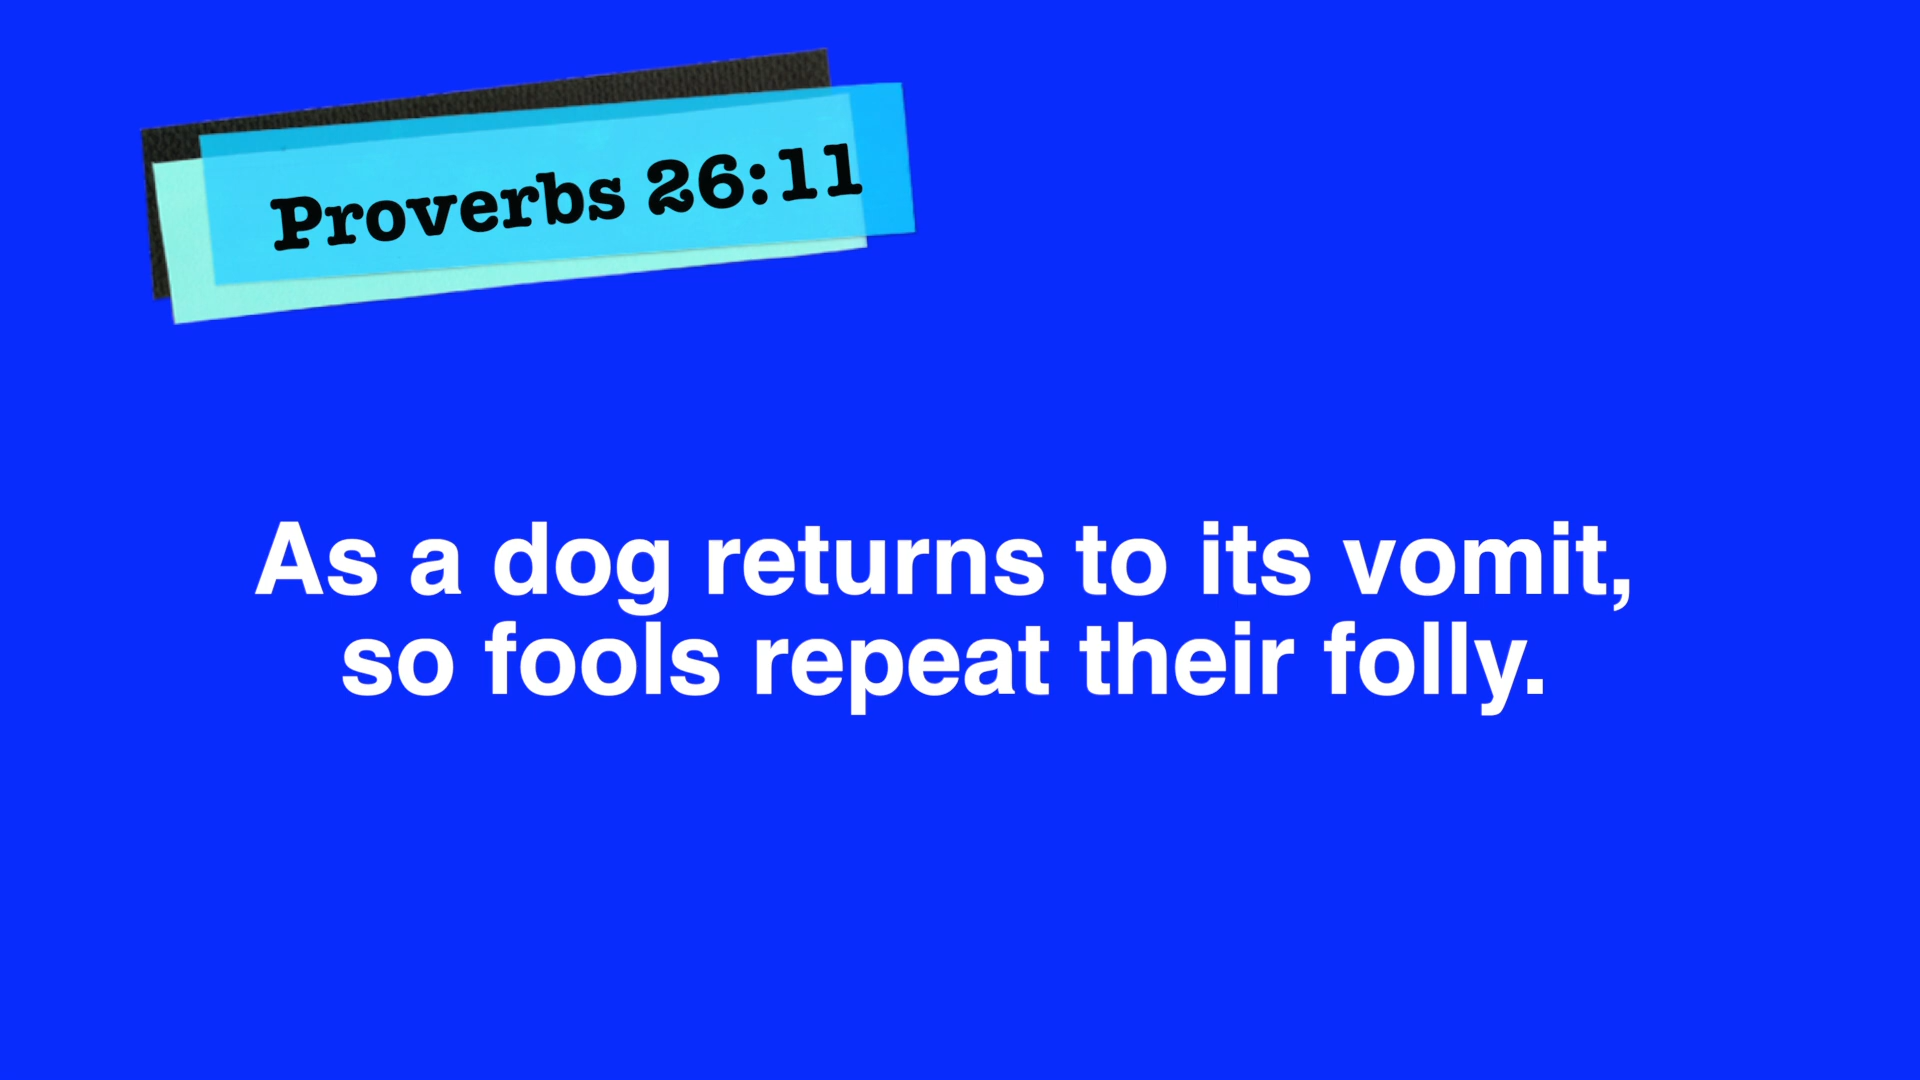 Proverbs 26:11
As a dog returns to its vomit,
so fools repeat their folly.